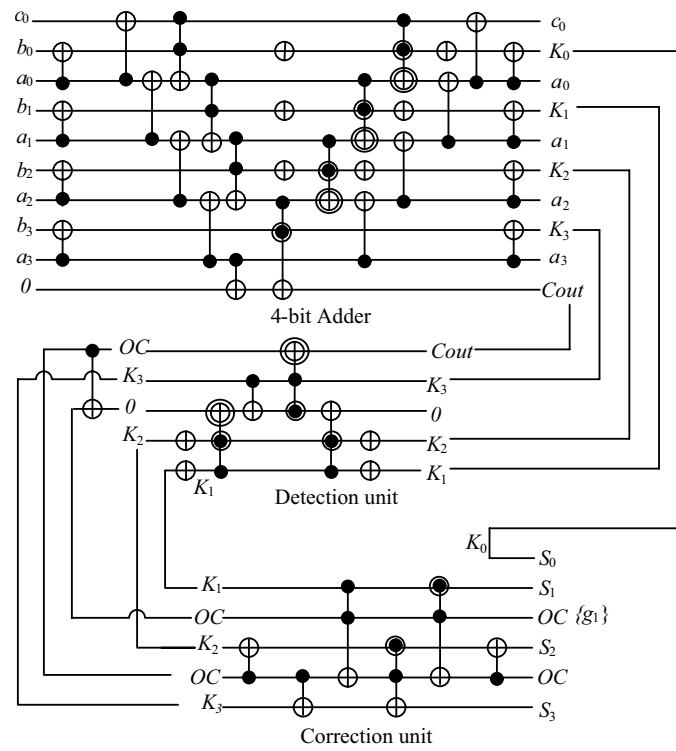 c₀ c₀
b₀ K₀
a₀ a₀
b₁ K₁
a₁ a₁
b₂ K₂
a₂ a₂
b₃ K₃
a₃ a₃
0 Cout
4-bit Adder
OC Cout
K₃ K₃
0 0
K₂ K₂
K₁ K₁
Detection unit
K₀ S₀
K₁ S₁
OC OC {g₁}
K₂ S₂
OC OC
K₃ S₃
Correction unit